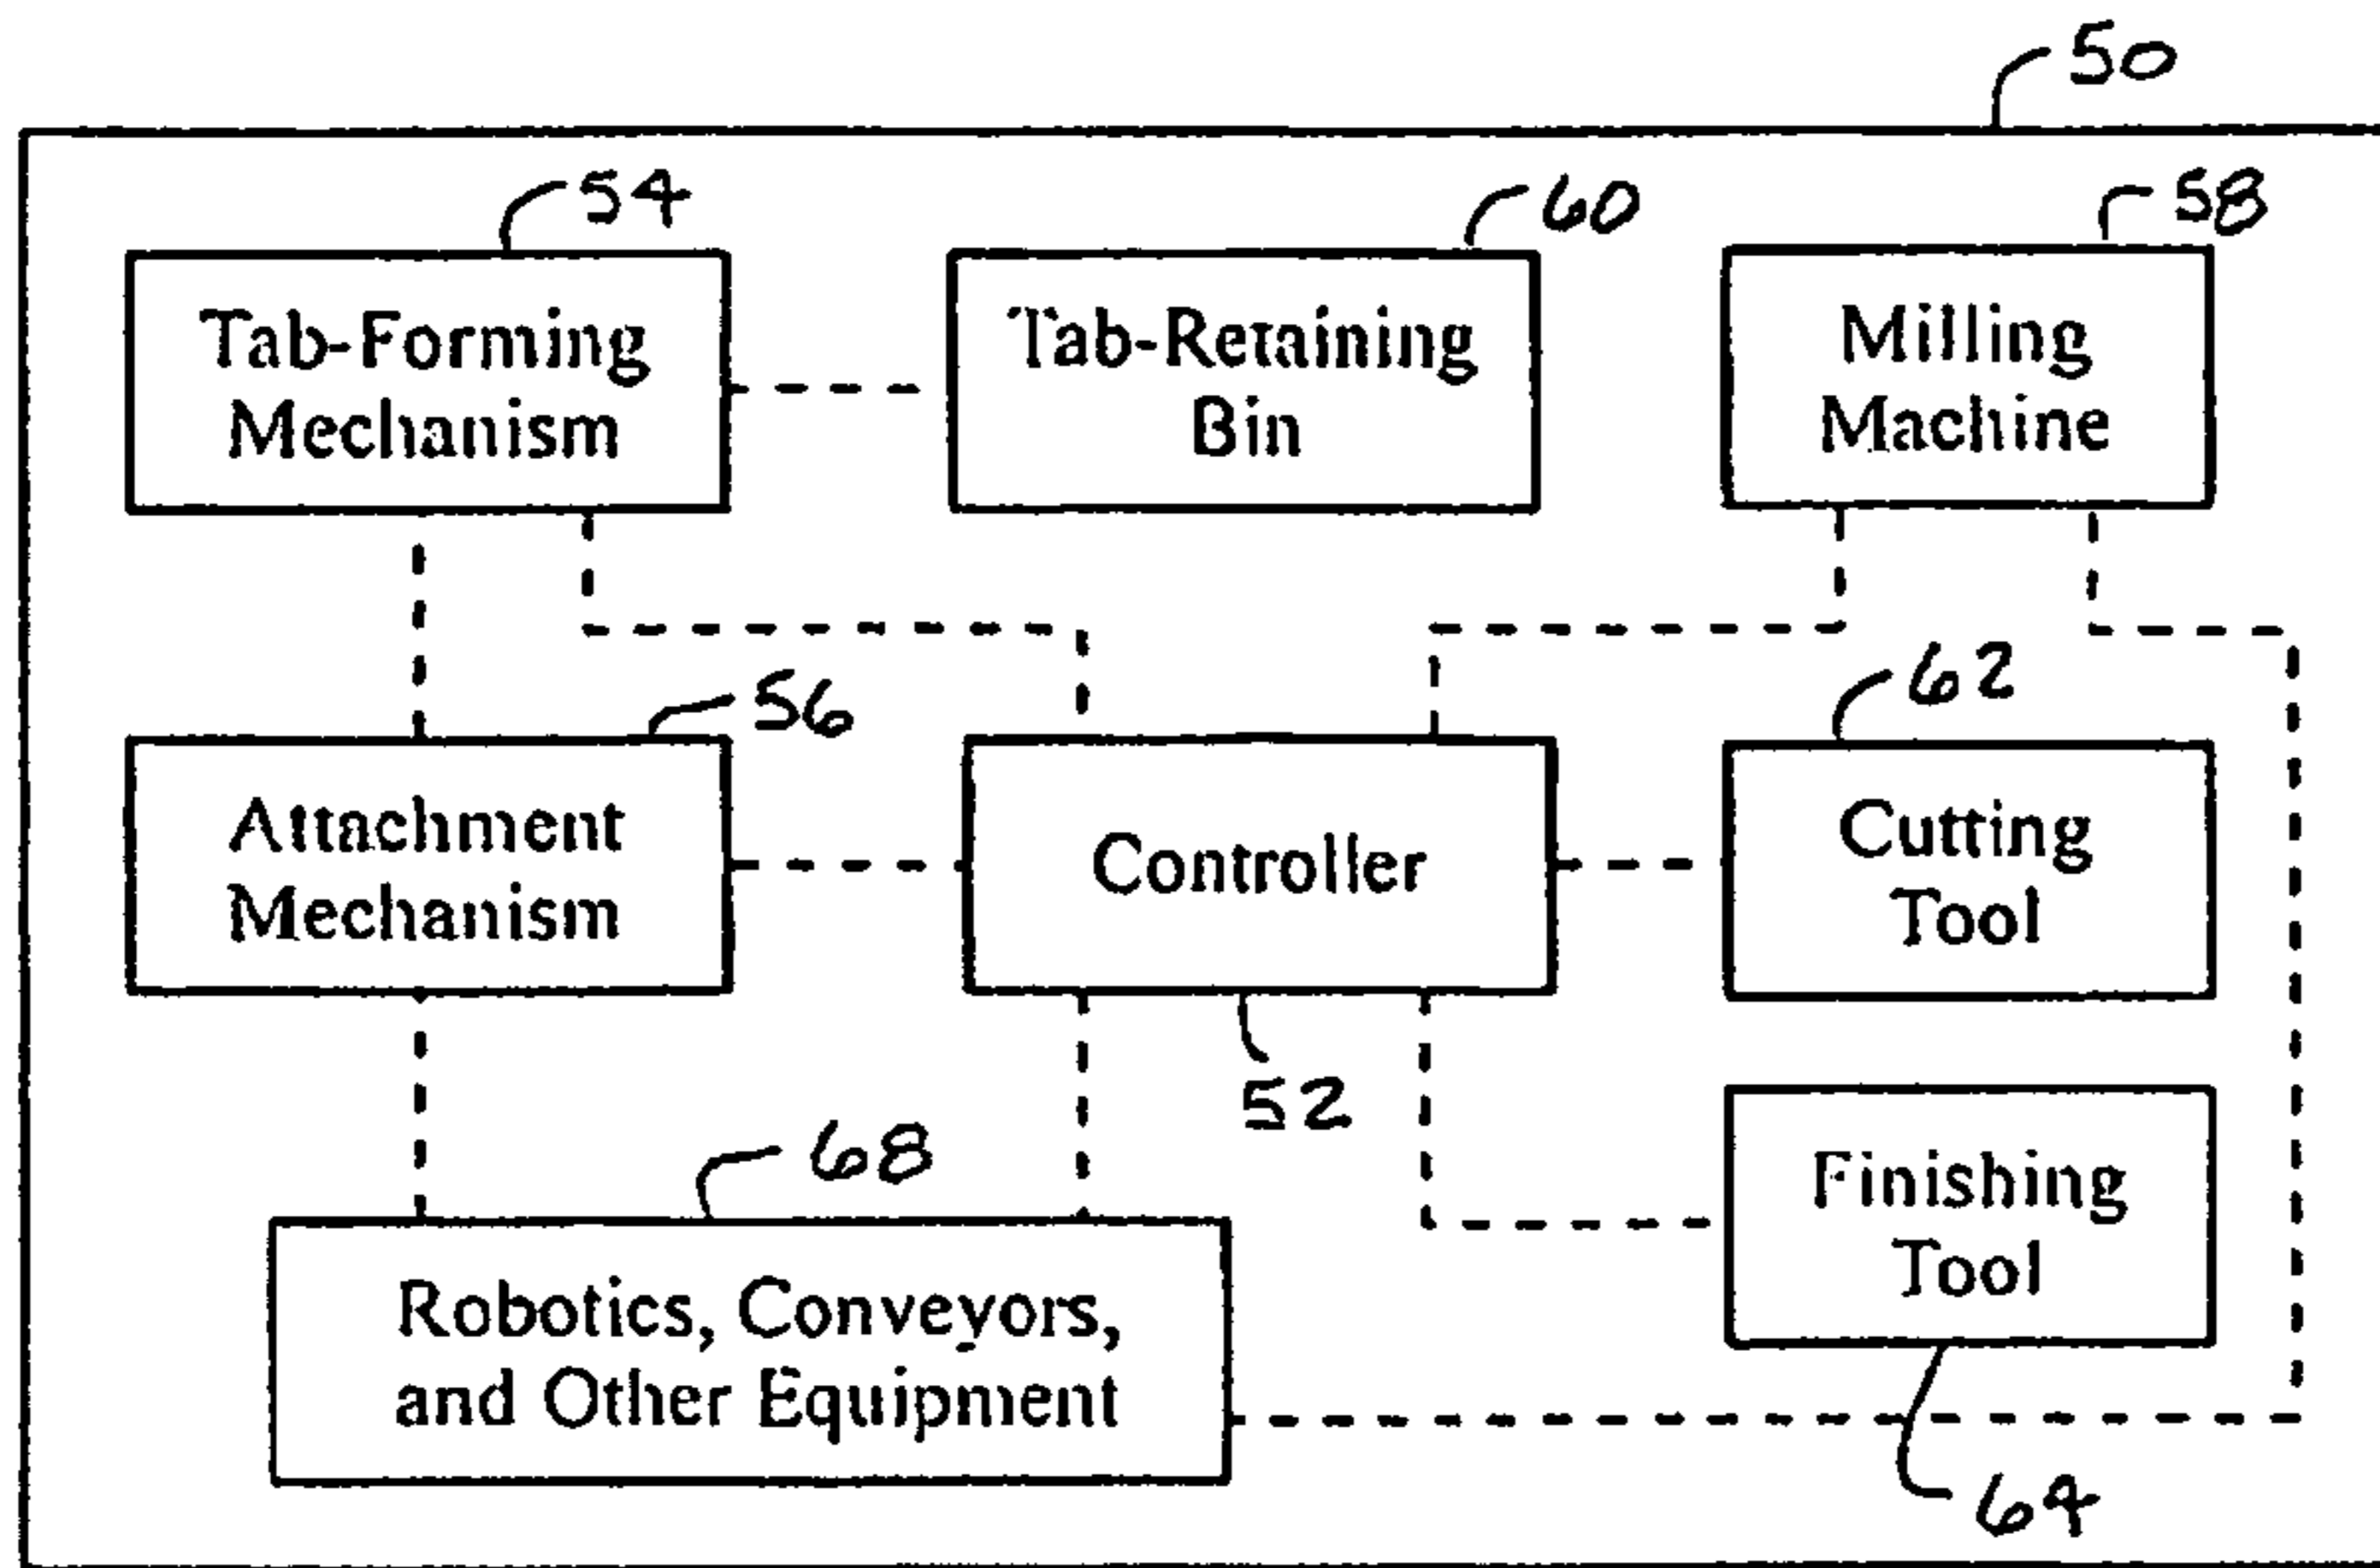 50
54
60
58
Tab-Forming
Mechanism
Tab-Retaining
Bin
Milling
Machine
56
62
Attachment
Mechanism
Controller
Cutting
Tool
52
68
Finishing
Tool
Robotics, Conveyors,
and Other Equipment
64